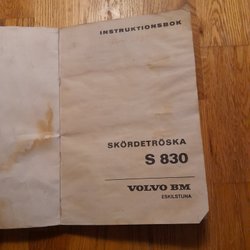 INSTRUKTIONSBOK
SKÖRDETRÖSKA
S 830
VOLVO BM
ESKILSTUNA